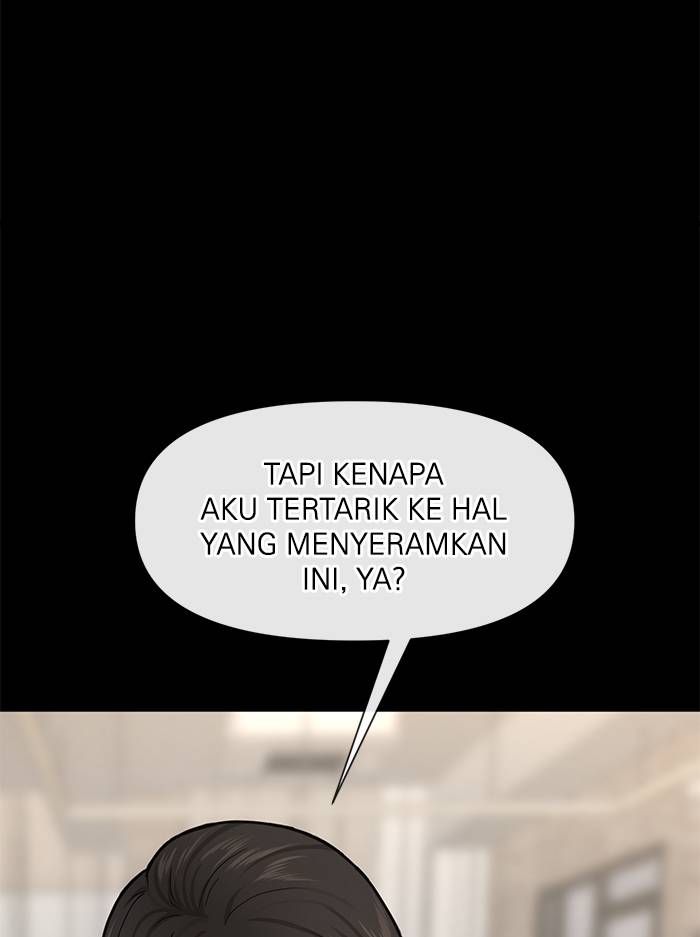 TAPI KENAPA
AKU TERTARIK KE HAL
YANG MENYERAMKAN
INI, YA?